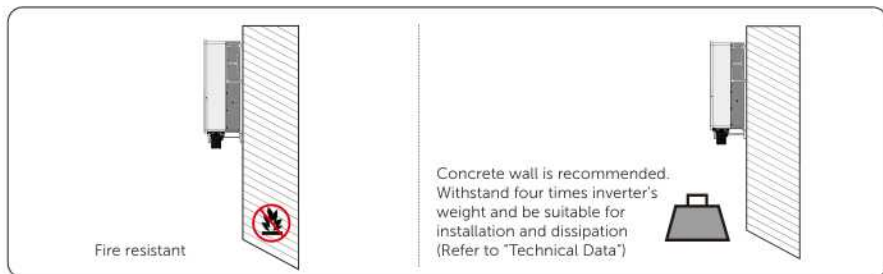 Fire resistant
Concrete wall is recommended.
Withstand four times inverter's
weight and be suitable for
installation and dissipation
(Refer to "Technical Data")